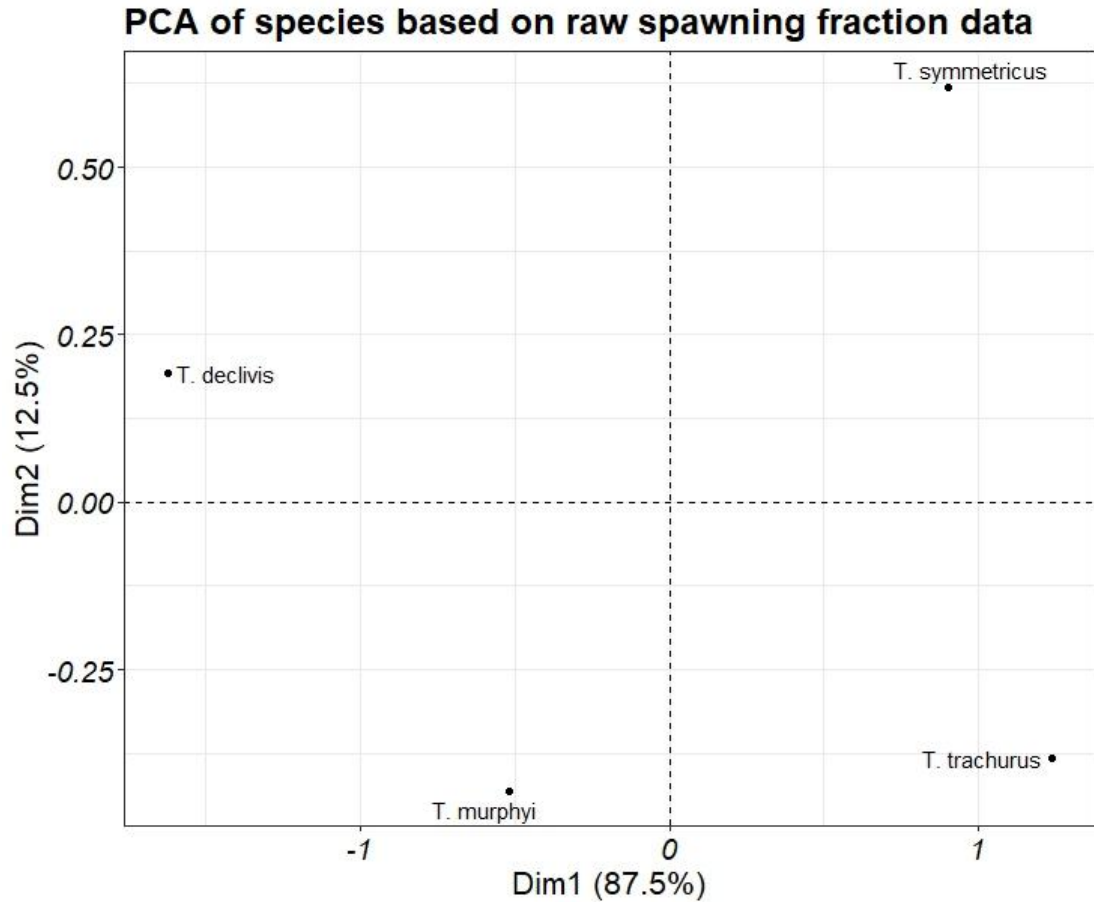 PCA of species based on raw spawning fraction data
T. symmetricus
0.50
0.25
T. declivis
Dim2 (12.5%)
0.00
-0.25
T. trachurus
T. murphyi
-1 0 1
Dim1 (87.5%)